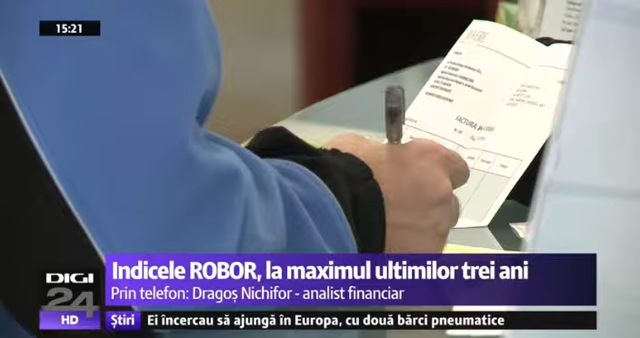 15:21
FACTURA
Indicele ROBOR, la maximul ultimilor trei ani
Prin telefon: Dragoș Nichifor - analist financiar
DIGI
24
HD
Știri Ei încercau să ajungă în Europa, cu două bărci pneumatice